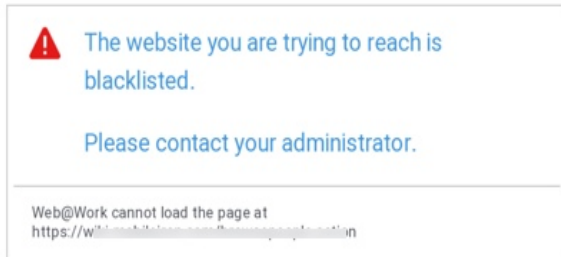 The website you are trying to reach is
blacklisted.
Please contact your administrator.
Web@Work cannot load the page at